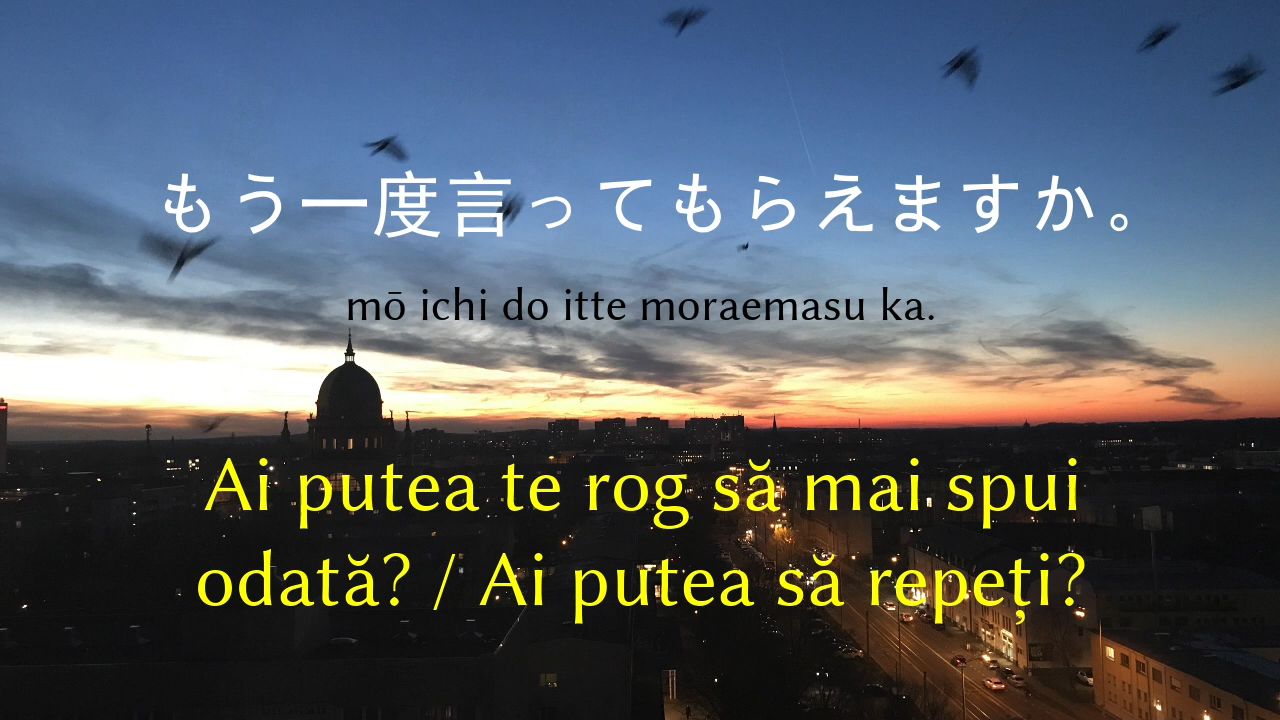 もう一度言ってもらえますか。
mō ichi do itte moraemasu ka.
Ai putea te rog să mai spui
odată? / Ai putea să repeți?